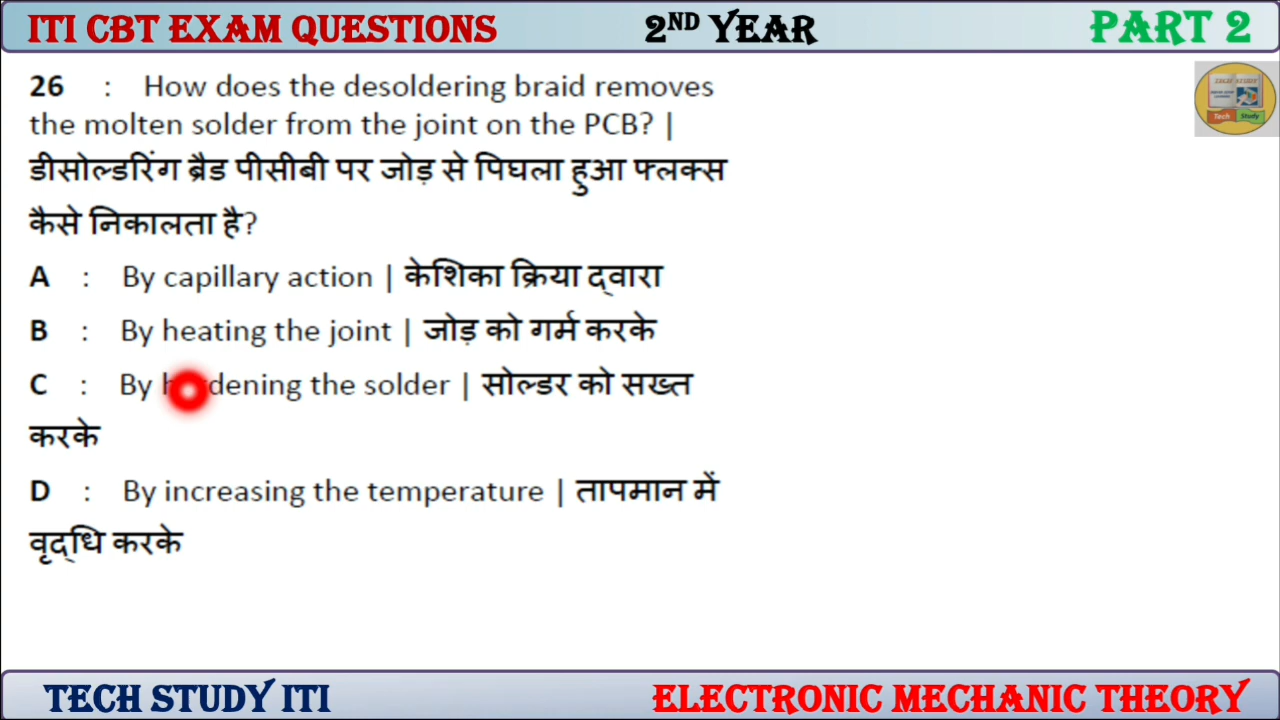 ITI CBT EXAM QUESTIONS 2ND YEAR PART 2
26 : How does the desoldering braid removes
the molten solder from the joint on the PCB? |
डीसोल्डरिंग ब्रैड पीसीबी पर जोड़ से पिघला हुआ फ्लक्स
कैसे निकालता है?
A : By capillary action | केशिका क्रिया द्वारा
B : By heating the joint | जोड़ को गर्म करके
C : By hardening the solder | सोल्डर को सख्त
करके
D : By increasing the temperature | तापमान में
वृद्धि करके
TECH STUDY
Tech Study
TECH STUDY ITI ELECTRONIC MECHANIC THEORY